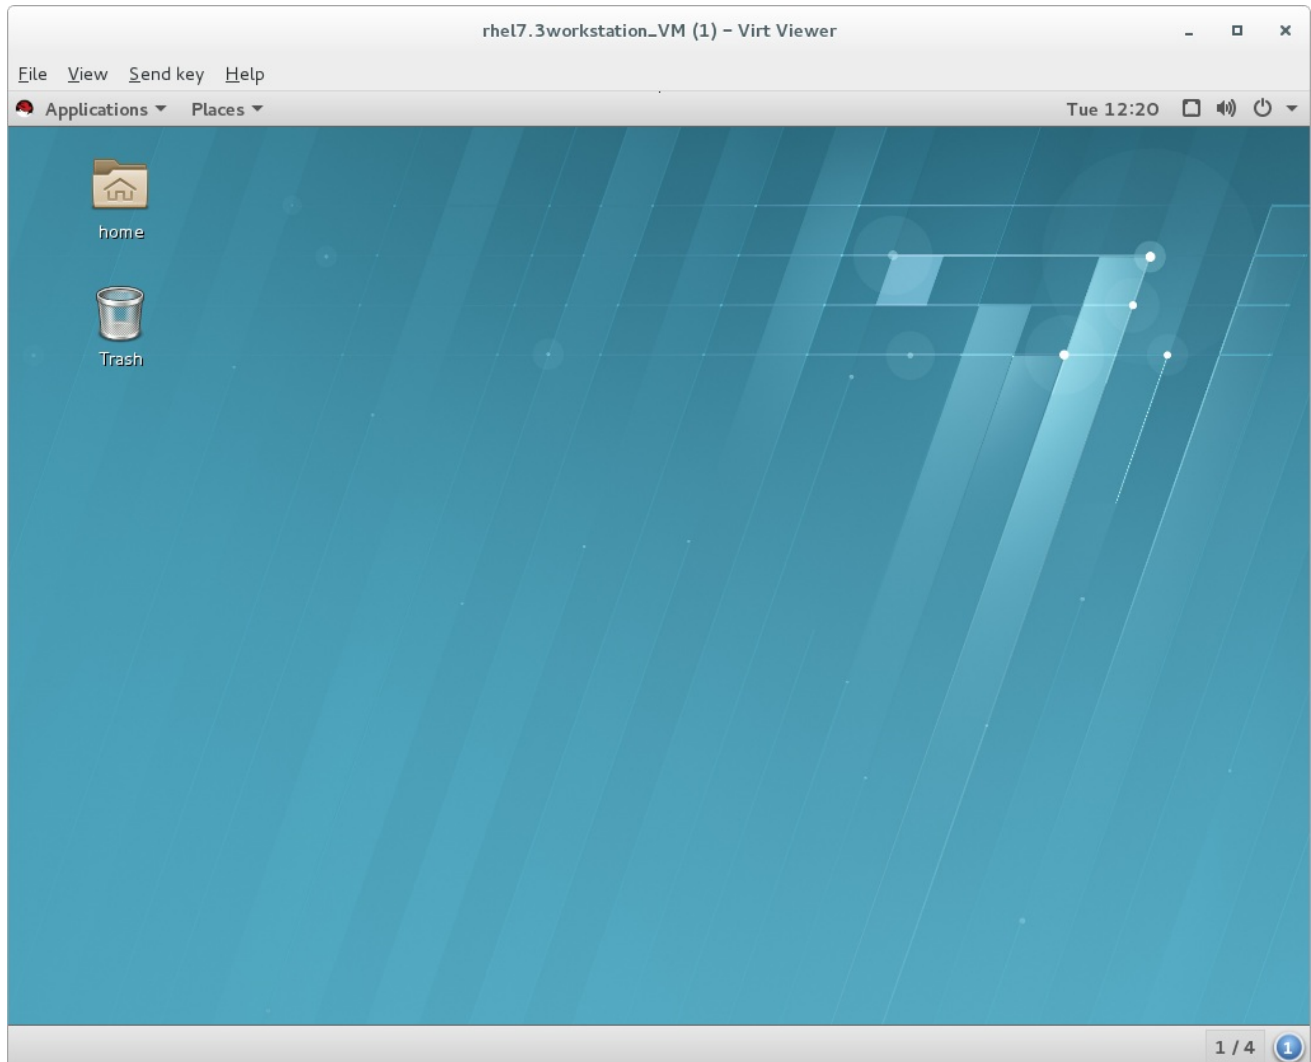 rhel7.3workstation_VM (1) – Virt Viewer
File View Send key Help
Applications Places Tue 12:20
home
Trash
1 / 4 1